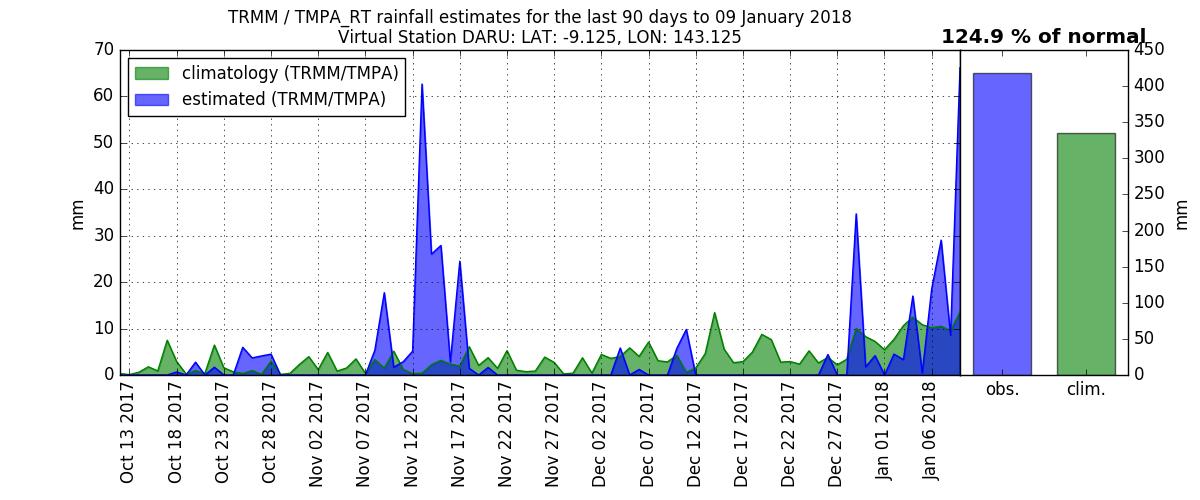 TRMM / TMPA_RT rainfall estimates for the last 90 days to 09 January 2018
Virtual Station DARU: LAT: -9.125, LON: 143.125
124.9 % of normal
climatology (TRMM/TMPA)
estimated (TRMM/TMPA)
mm
70
60
50
40
30
20
10
0
Oct 13 2017
Oct 18 2017
Oct 23 2017
Oct 28 2017
Nov 02 2017
Nov 07 2017
Nov 12 2017
Nov 17 2017
Nov 22 2017
Nov 27 2017
Dec 02 2017
Dec 07 2017
Dec 12 2017
Dec 17 2017
Dec 22 2017
Dec 27 2017
Jan 01 2018
Jan 06 2018
obs.
clim.
450
400
350
300
250
200
150
100
50
0
mm